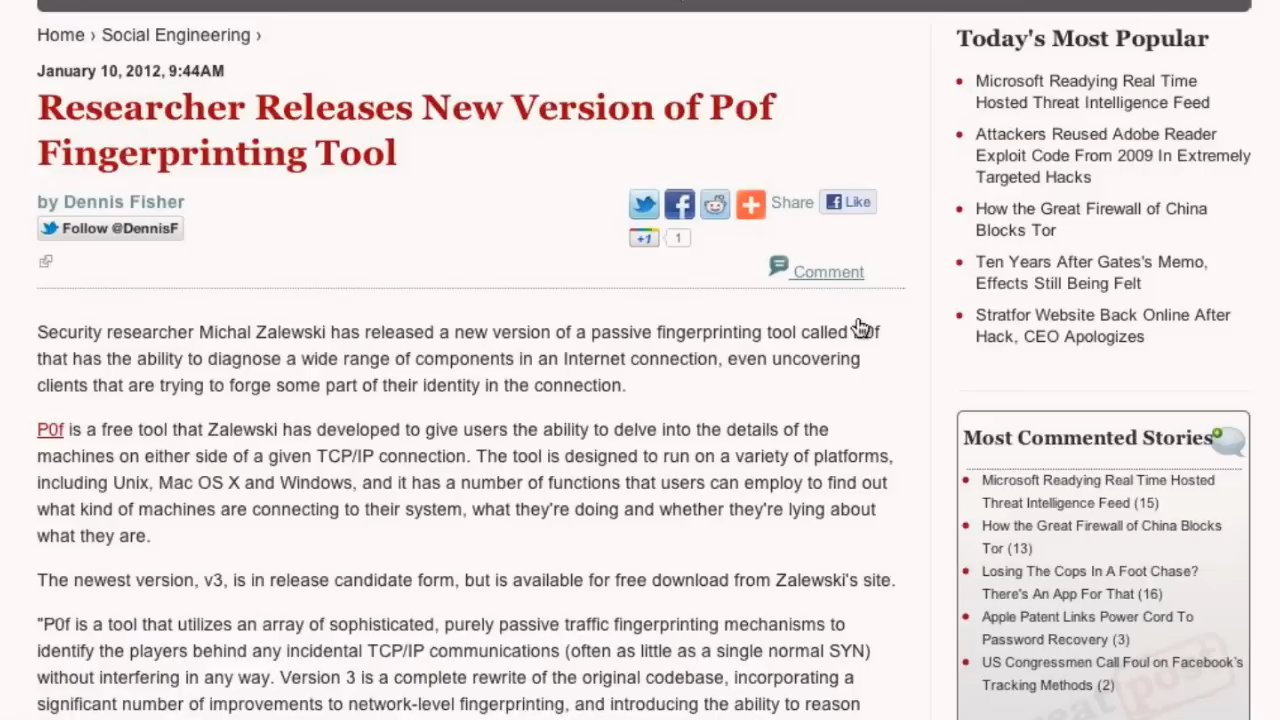 Home › Social Engineering ›
January 10, 2012, 9:44AM
Researcher Releases New Version of P0f
Fingerprinting Tool
by Dennis Fisher
Follow @DennisF
Share
Like
+1
1
Comment
Security researcher Michal Zalewski has released a new version of a passive fingerprinting tool called
that has the ability to diagnose a wide range of components in an Internet connection, even uncovering
clients that are trying to forge some part of their identity in the connection.
P0f is a free tool that Zalewski has developed to give users the ability to delve into the details of the
machines on either side of a given TCP/IP connection. The tool is designed to run on a variety of platforms,
including Unix, Mac OS X and Windows, and it has a number of functions that users can employ to find out
what kind of machines are connecting to their system, what they're doing and whether they're lying about
what they are.
The newest version, v3, is in release candidate form, but is available for free download from Zalewski's site.
"P0f is a tool that utilizes an array of sophisticated, purely passive traffic fingerprinting mechanisms to
identify the players behind any incidental TCP/IP communications (often as little as a single normal SYN)
without interfering in any way. Version 3 is a complete rewrite of the original codebase, incorporating a
significant number of improvements to network-level fingerprinting, and introducing the ability to reason
Today's Most Popular
Microsoft Readying Real Time
Hosted Threat Intelligence Feed
Attackers Reused Adobe Reader
Exploit Code From 2009 In Extremely
Targeted Hacks
How the Great Firewall of China
Blocks Tor
Ten Years After Gates's Memo,
Effects Still Being Felt
Stratfor Website Back Online After
Hack, CEO Apologizes
Most Commented Stories
Microsoft Readying Real Time Hosted
Threat Intelligence Feed (15)
How the Great Firewall of China Blocks
Tor (13)
Losing The Cops In A Foot Chase?
There's An App For That (16)
Apple Patent Links Power Cord To
Password Recovery (3)
US Congressmen Call Foul on Facebook's
Tracking Methods (2)